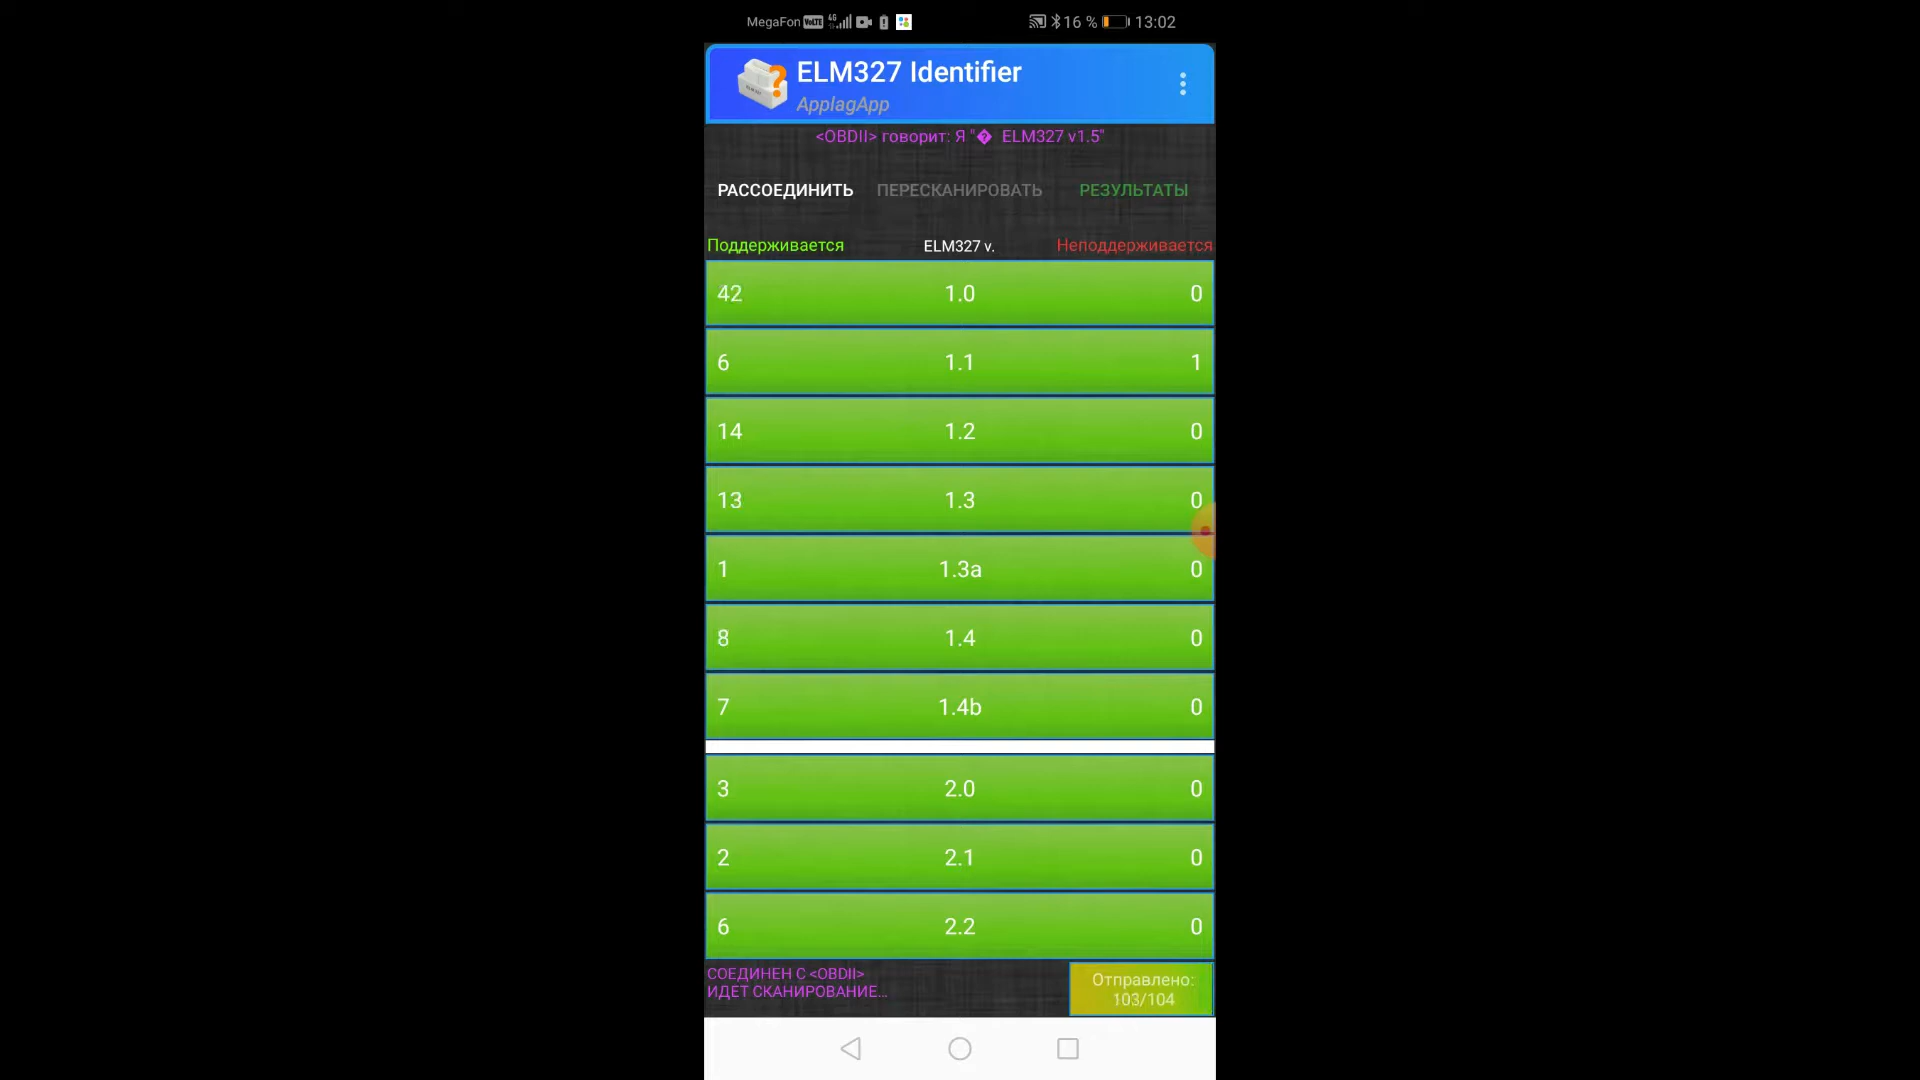 MegaFon VoLTE 4G 16 % 13:02
ELM327 Identifier
ApplagApp
<OBDII> говорит: Я "� ELM327 v1.5"
РАССОЕДИНИТЬ ПЕРЕСКАНИРОВАТЬ РЕЗУЛЬТАТЫ
Поддерживается ELM327 v. Неподдерживается
42 1.0 0
6 1.1 1
14 1.2 0
13 1.3 0
1 1.3a 0
8 1.4 0
7 1.4b 0
3 2.0 0
2 2.1 0
6 2.2 0
СОЕДИНЕН С <OBDII>
ИДЕТ СКАНИРОВАНИЕ...
Отправлено:
103/104